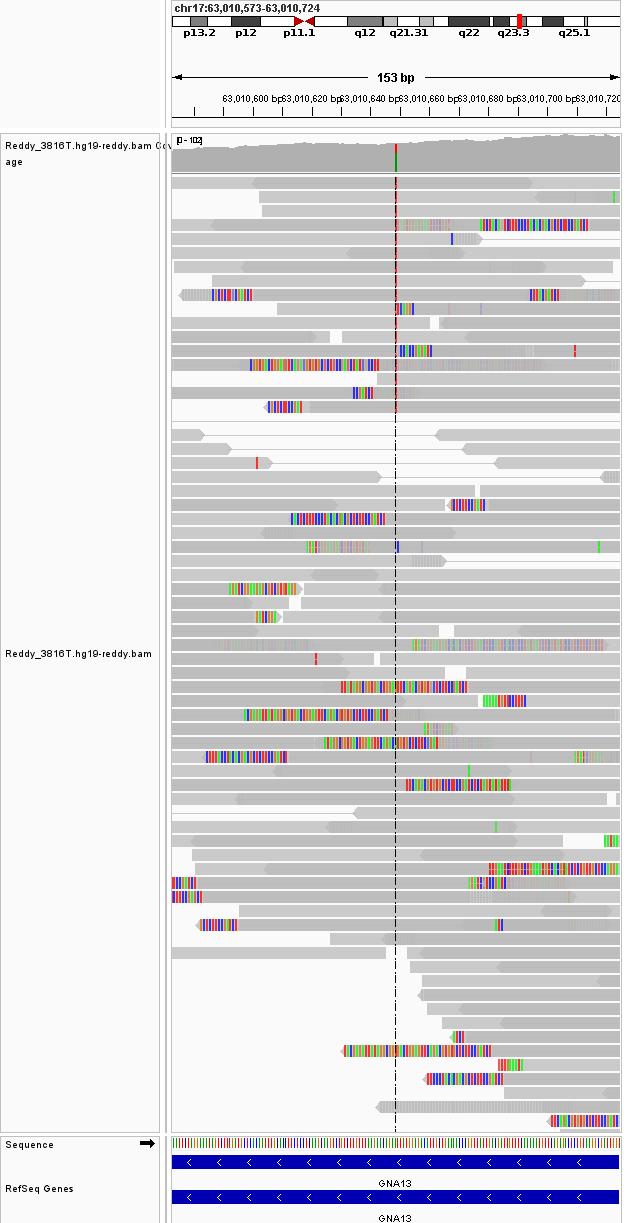 chr17:63,010,573-63,010,724
p13.2 p12 p11.1 q12 q21.31 q22 q23.3 q25.1
153 bp
63,010,600 bp 63,010,620 bp 63,010,640 bp 63,010,660 bp 63,010,680 bp 63,010,700 bp 63,010,720
Reddy_3816T.hg19-reddy.bam Cov
age
[0 - 102]
Reddy_3816T.hg19-reddy.bam
Sequence
GNA13
RefSeq Genes
GNA13